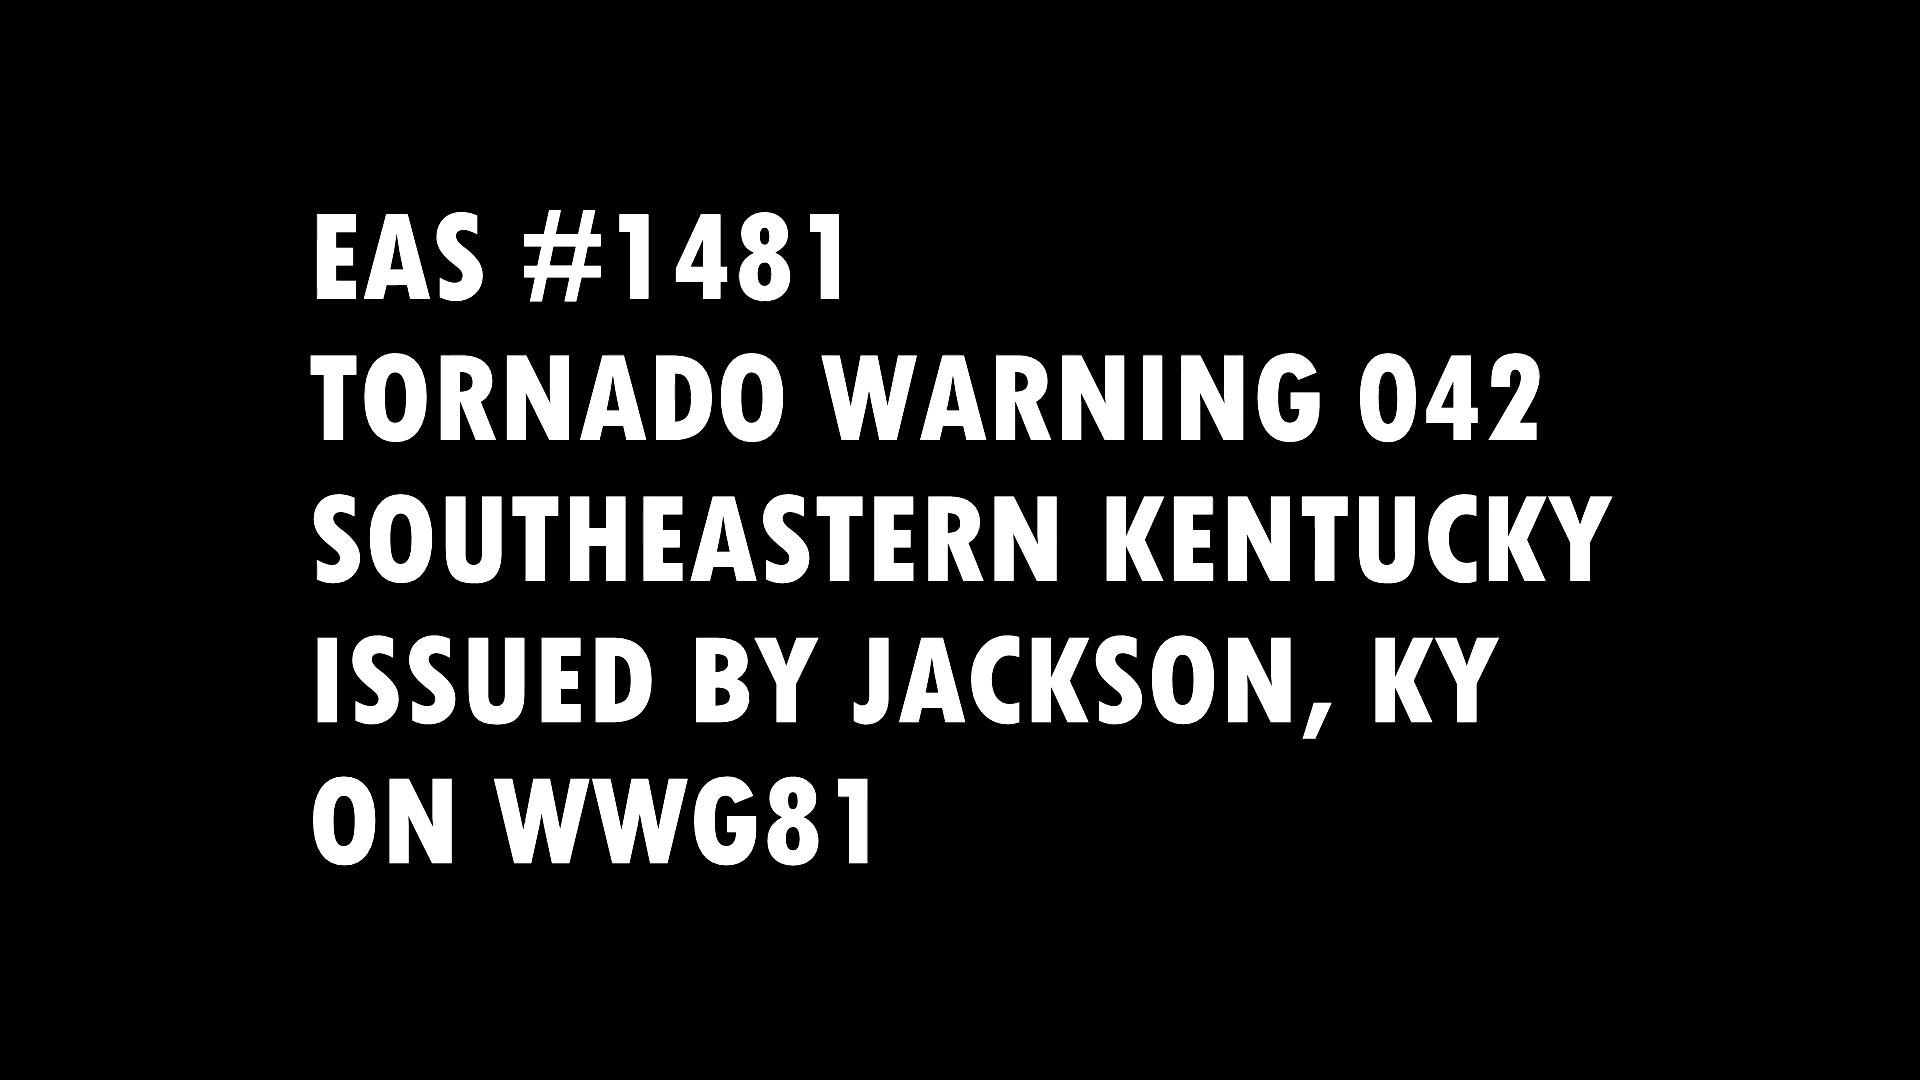 EAS #1481
TORNADO WARNING 042
SOUTHEASTERN KENTUCKY
ISSUED BY JACKSON, KY
ON WWG81